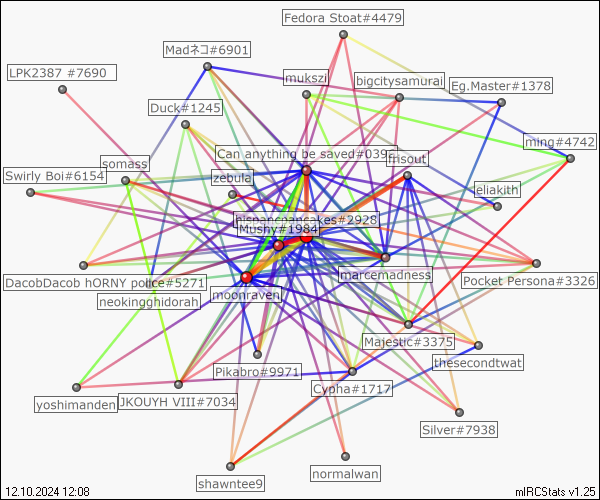 Fedora Stoat#4479
Madネコ#6901
LPK2387 #7690
mukszi
bigcitysamurai
Eg.Master#1378
Duck#1245
ming#4742
Can anything be saved#0395
frisout
somass
Swirly Boi#6154
zebula
eliakith
hispanicpancakes#2928
Mushy#1984
DacobDacob hORNY police#5271
marcemadness
Pocket Persona#3326
neokingghidorah
moonraven
Majestic#3375
thesecondtwat
Pikabro#9971
Cypha#1717
yoshimanden
JKOUYH VIII#7034
Silver#7938
shawntee9
normalwan
12.10.2024 12:08
mIRCStats v1.25